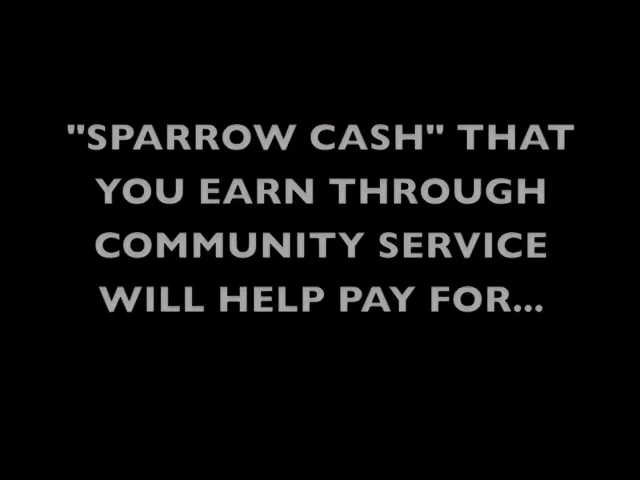 "SPARROW CASH" THAT
YOU EARN THROUGH
COMMUNITY SERVICE
WILL HELP PAY FOR...